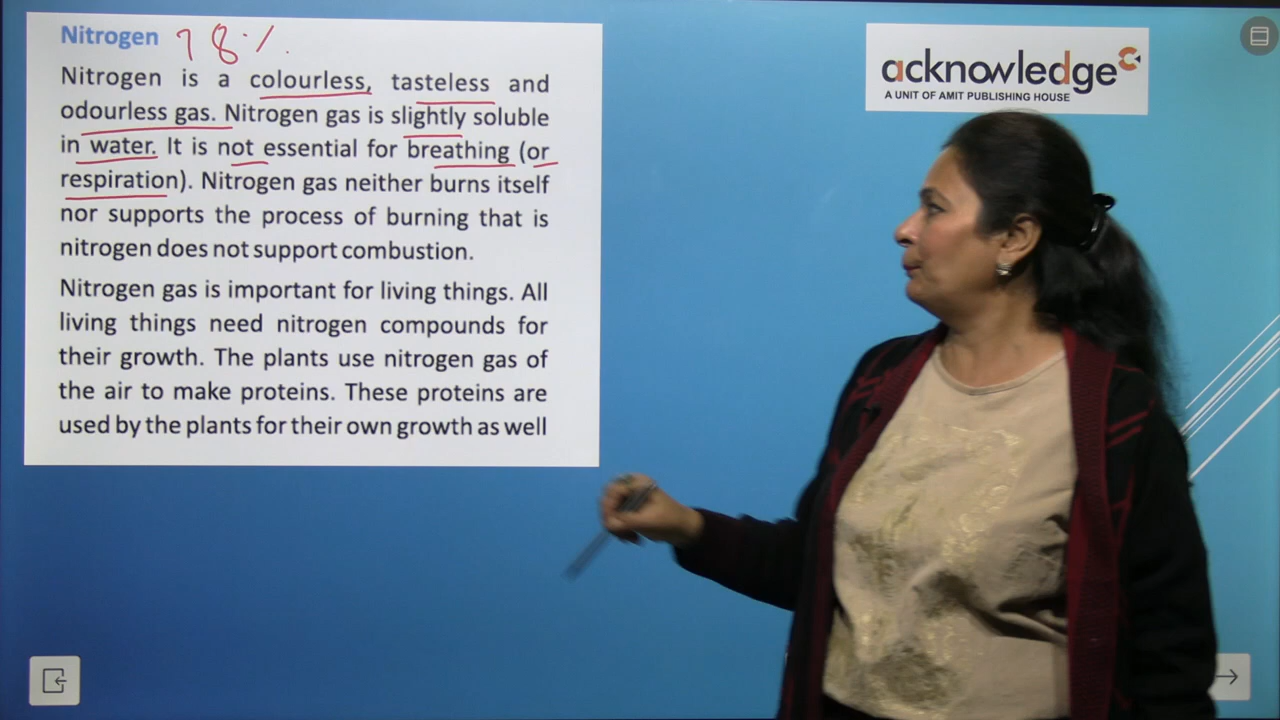 Nitrogen 78%
Nitrogen is a colourless, tasteless and
odourless gas. Nitrogen gas is slightly soluble
in water. It is not essential for breathing (or
respiration). Nitrogen gas neither burns itself
nor supports the process of burning that is
nitrogen does not support combustion.
Nitrogen gas is important for living things. All
living things need nitrogen compounds for
their growth. The plants use nitrogen gas of
the air to make proteins. These proteins are
used by the plants for their own growth as well
acknowledge
A UNIT OF AMIT PUBLISHING HOUSE